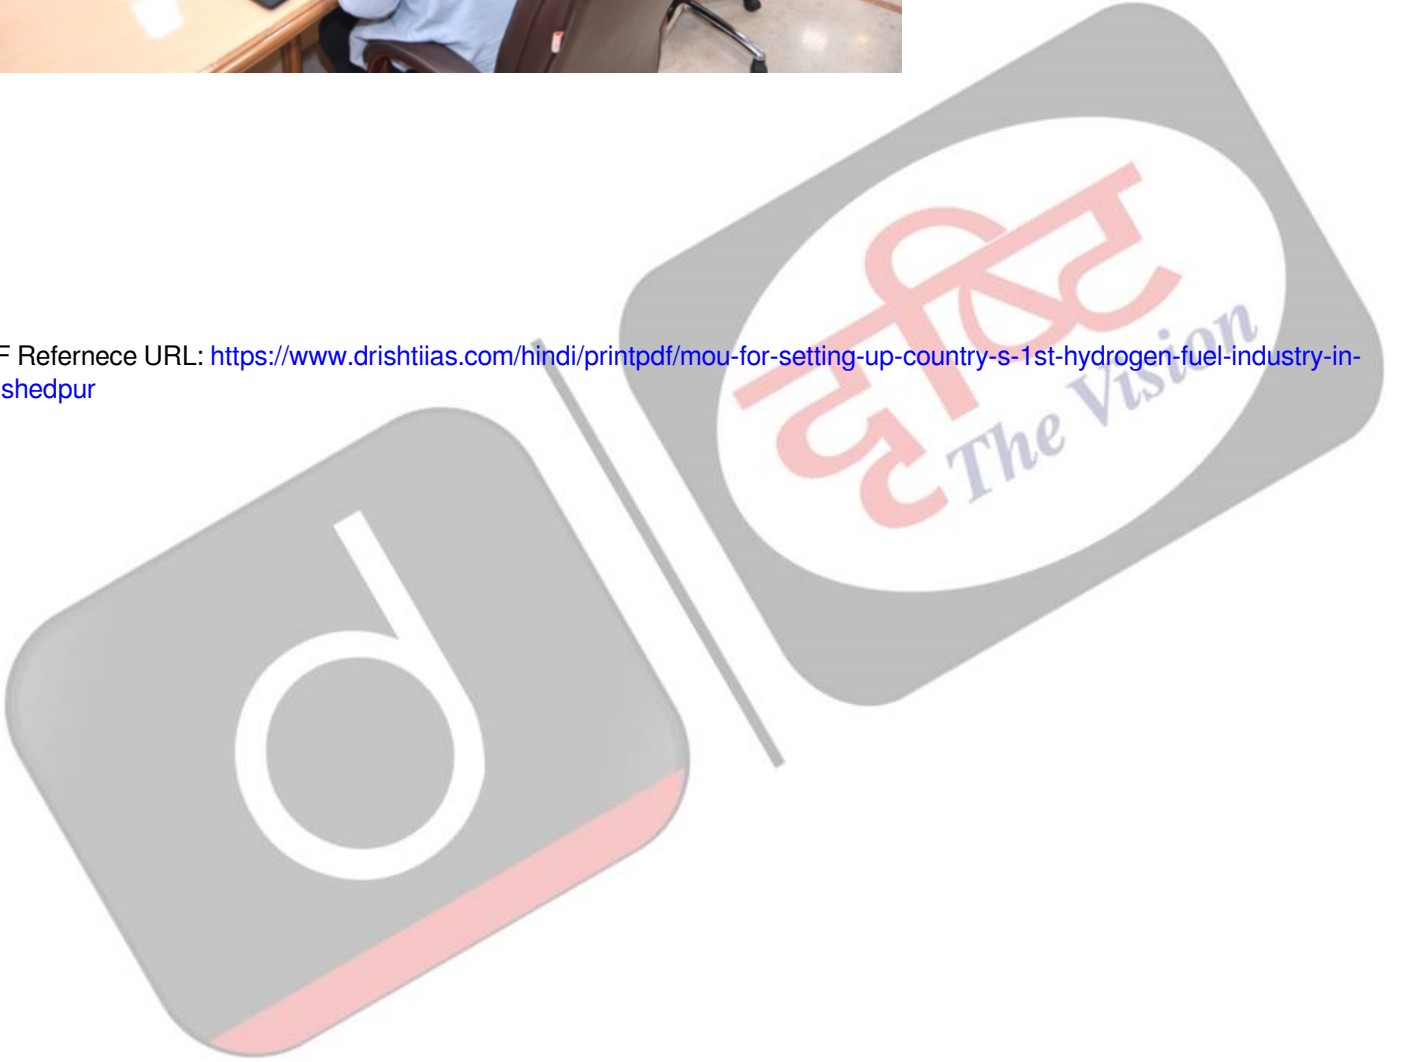 F Refernece URL: https://www.drishtiias.com/hindi/printpdf/mou-for-setting-up-country-s-1st-hydrogen-fuel-industry-in-
shedpur
दृष्टि
The Vision
d